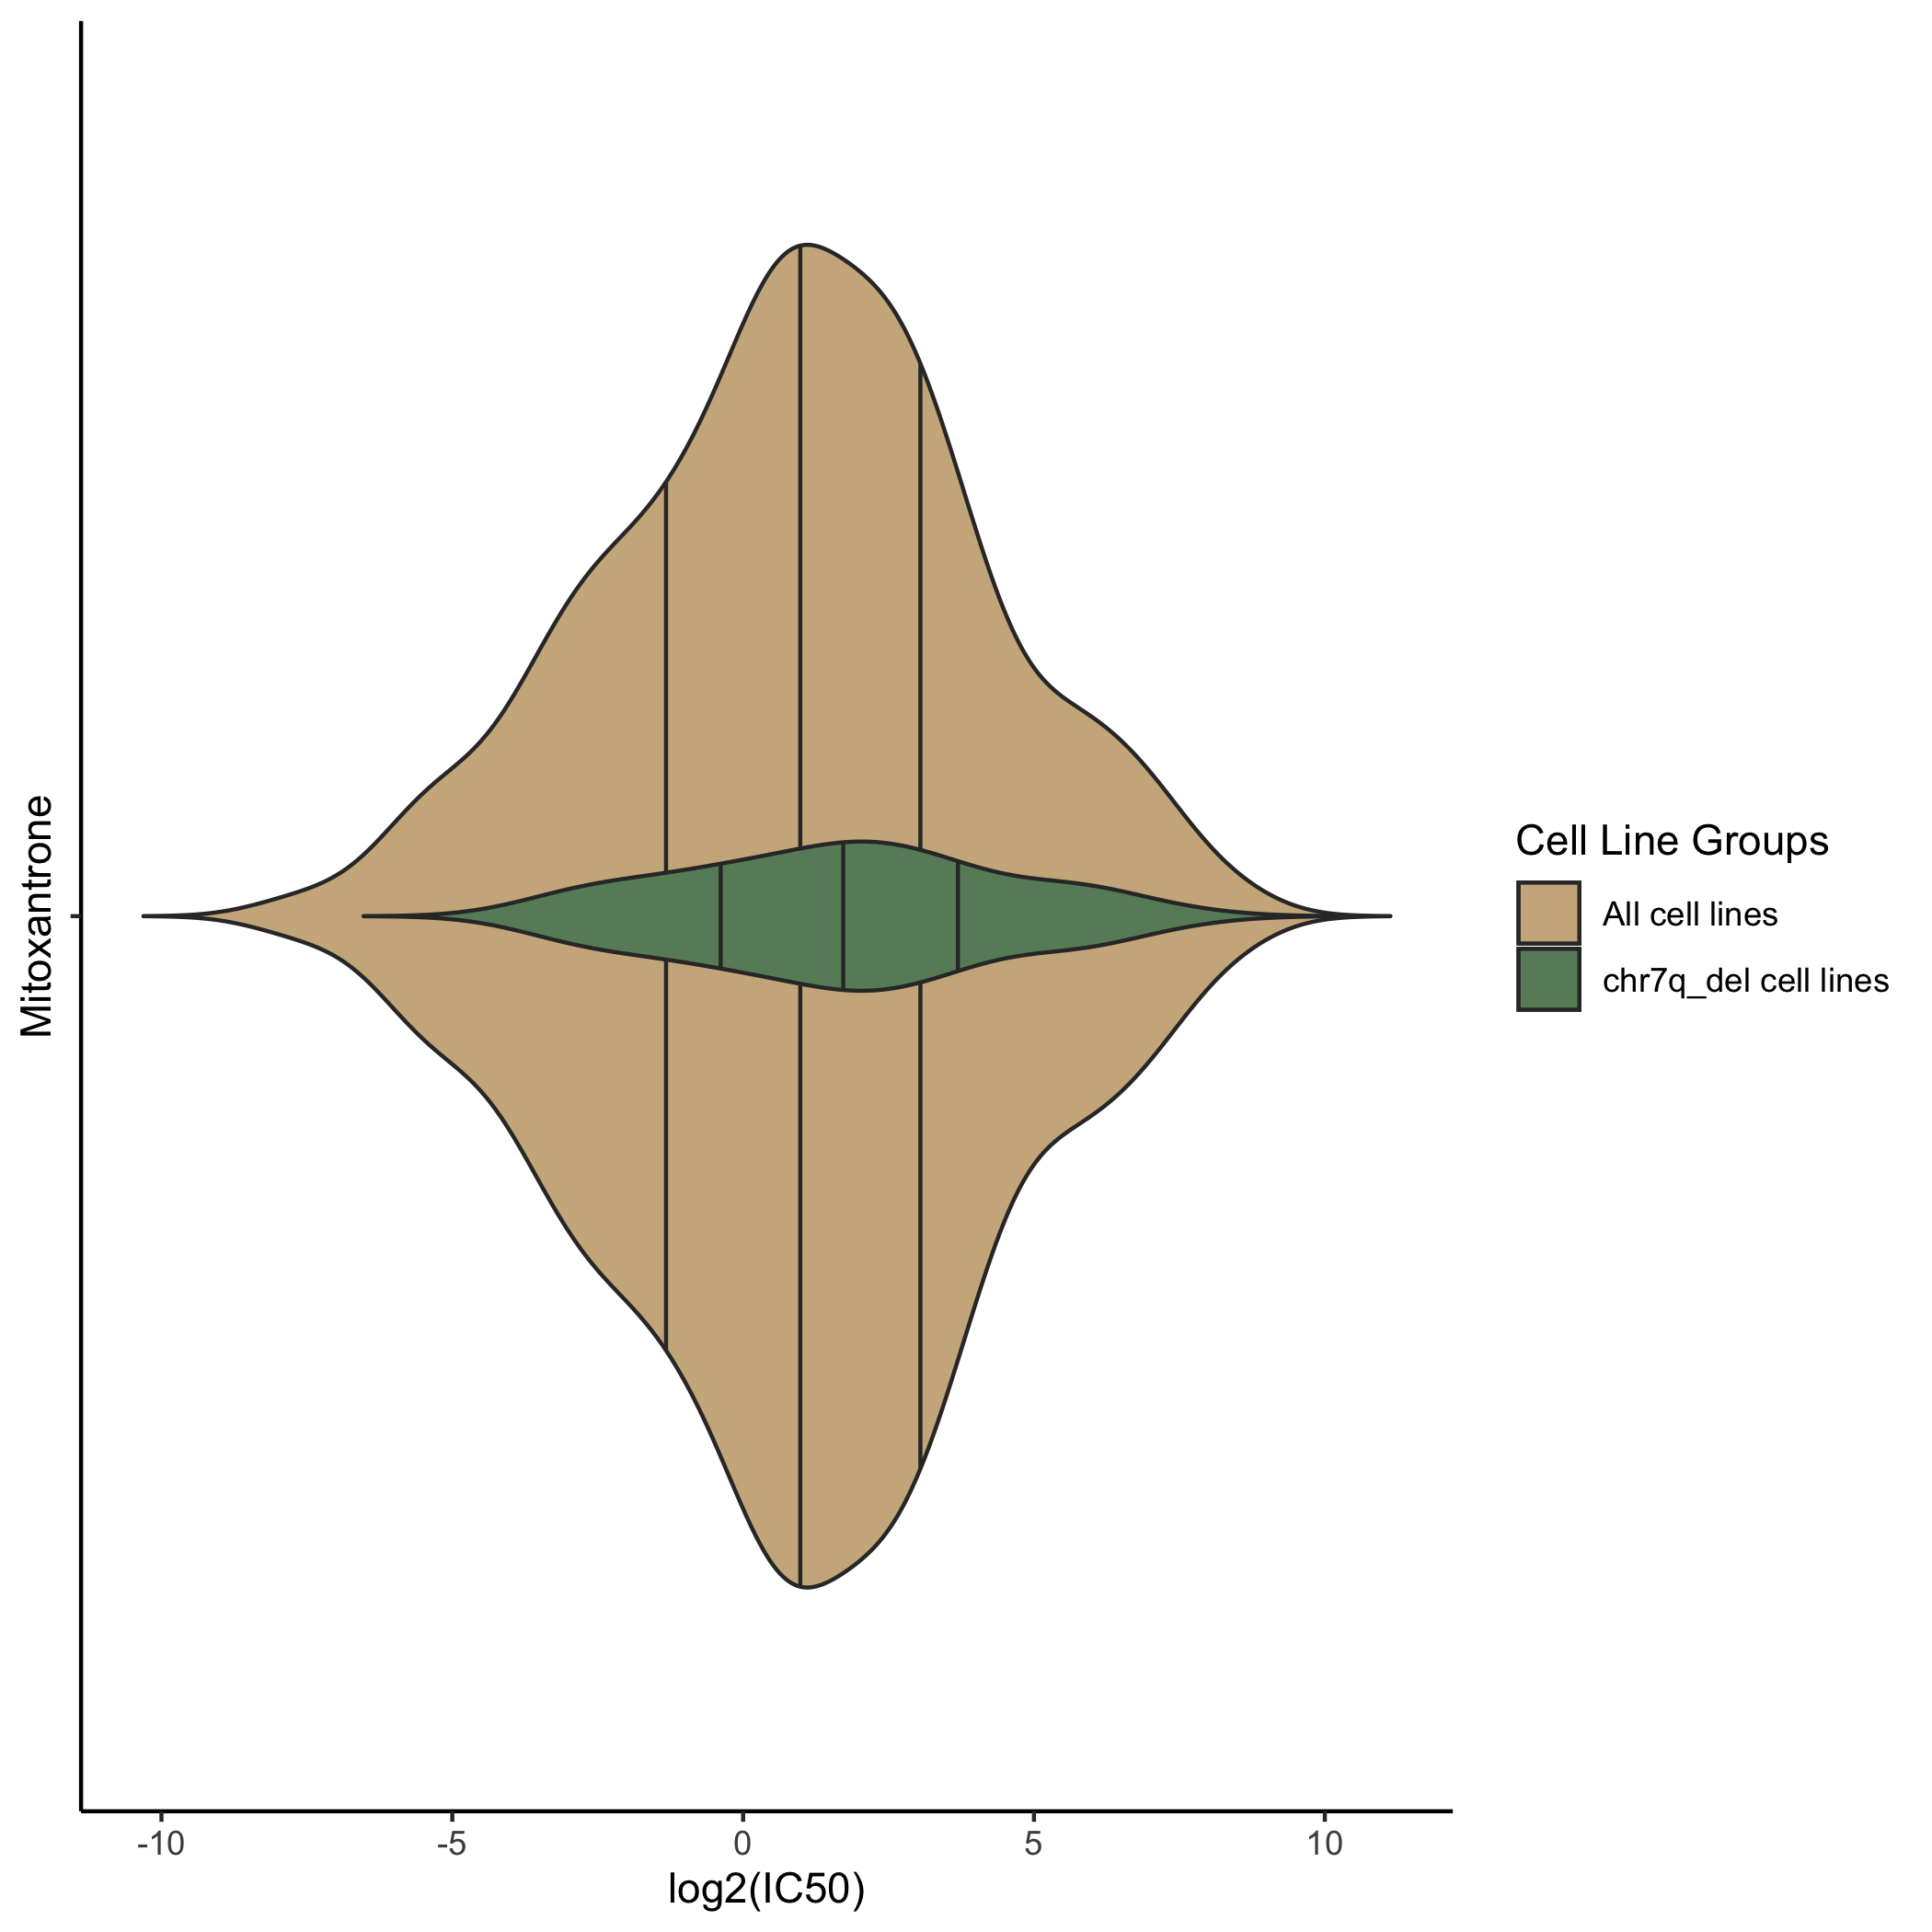 Mitoxantrone
-10
-5
0
5
10
log2(IC50)
Cell Line Groups
All cell lines
chr7q_del cell lines